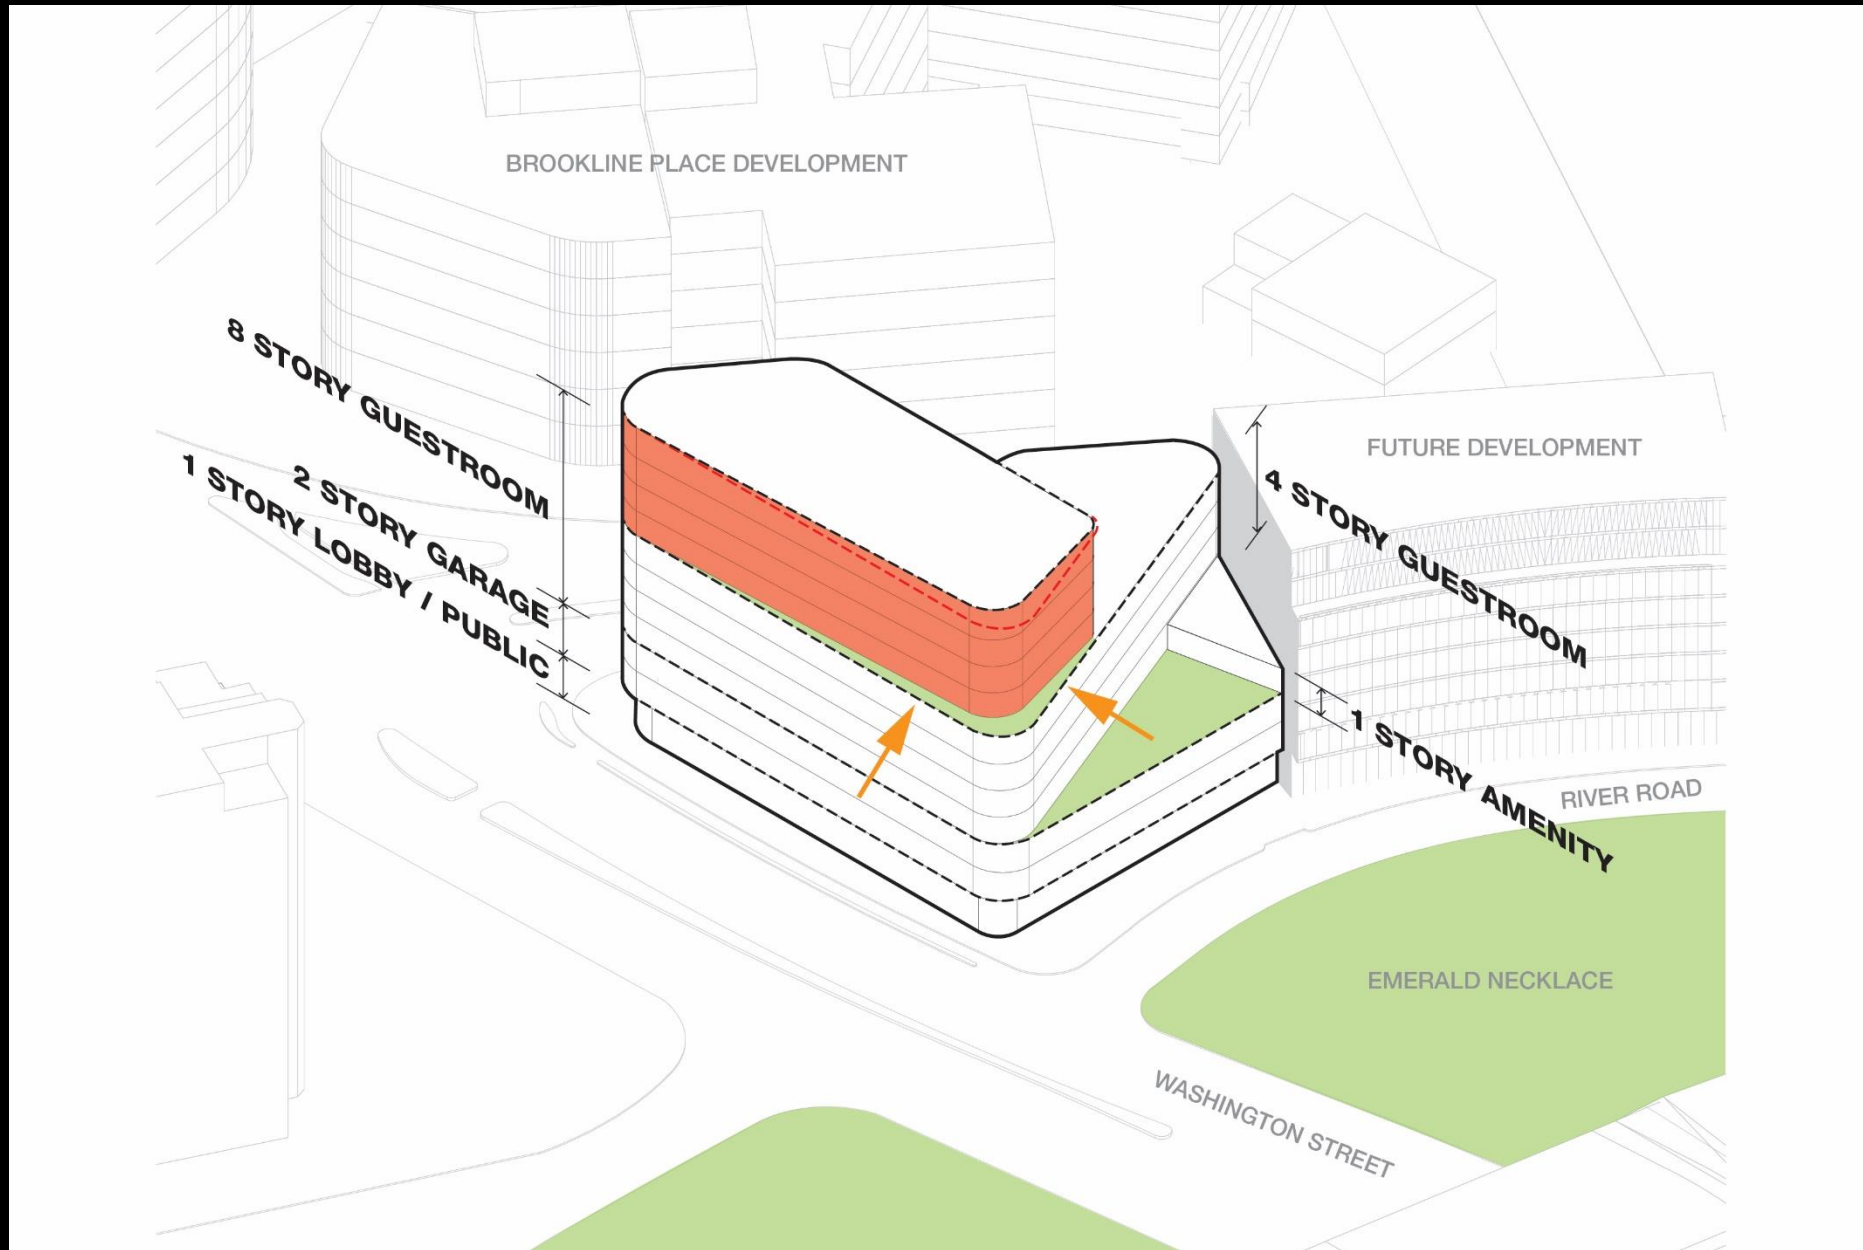 BROOKLINE PLACE DEVELOPMENT
8 STORY GUESTROOM
2 STORY GARAGE
1 STORY LOBBY / PUBLIC
FUTURE DEVELOPMENT
4 STORY GUESTROOM
1 STORY AMENITY
RIVER ROAD
EMERALD NECKLACE
WASHINGTON STREET